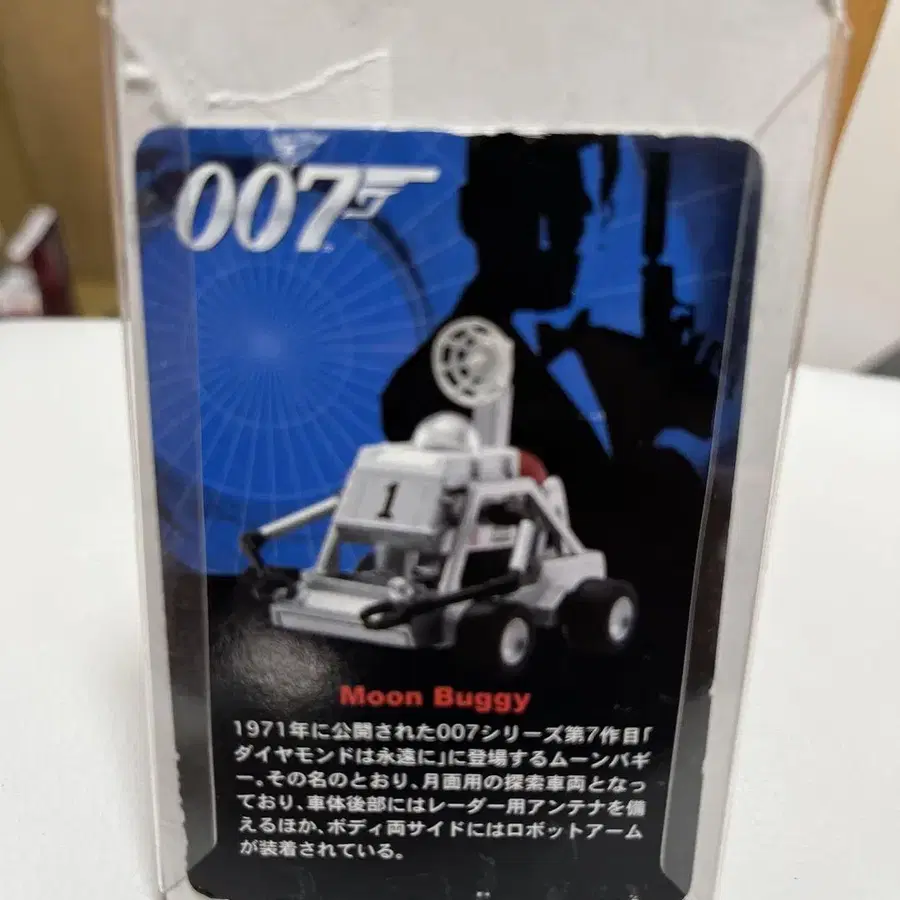 007
1
Moon Buggy
1971年に公開された007シリーズ第7作目「
ダイヤモンドは永遠に」に登場するムーンバギ
ー。その名のとおり、月面用の探索車両となっ
ており、車体後部にはレーダー用アンテナを備
えるほか、ボディ両サイドにはロボットアーム
が装着されている。